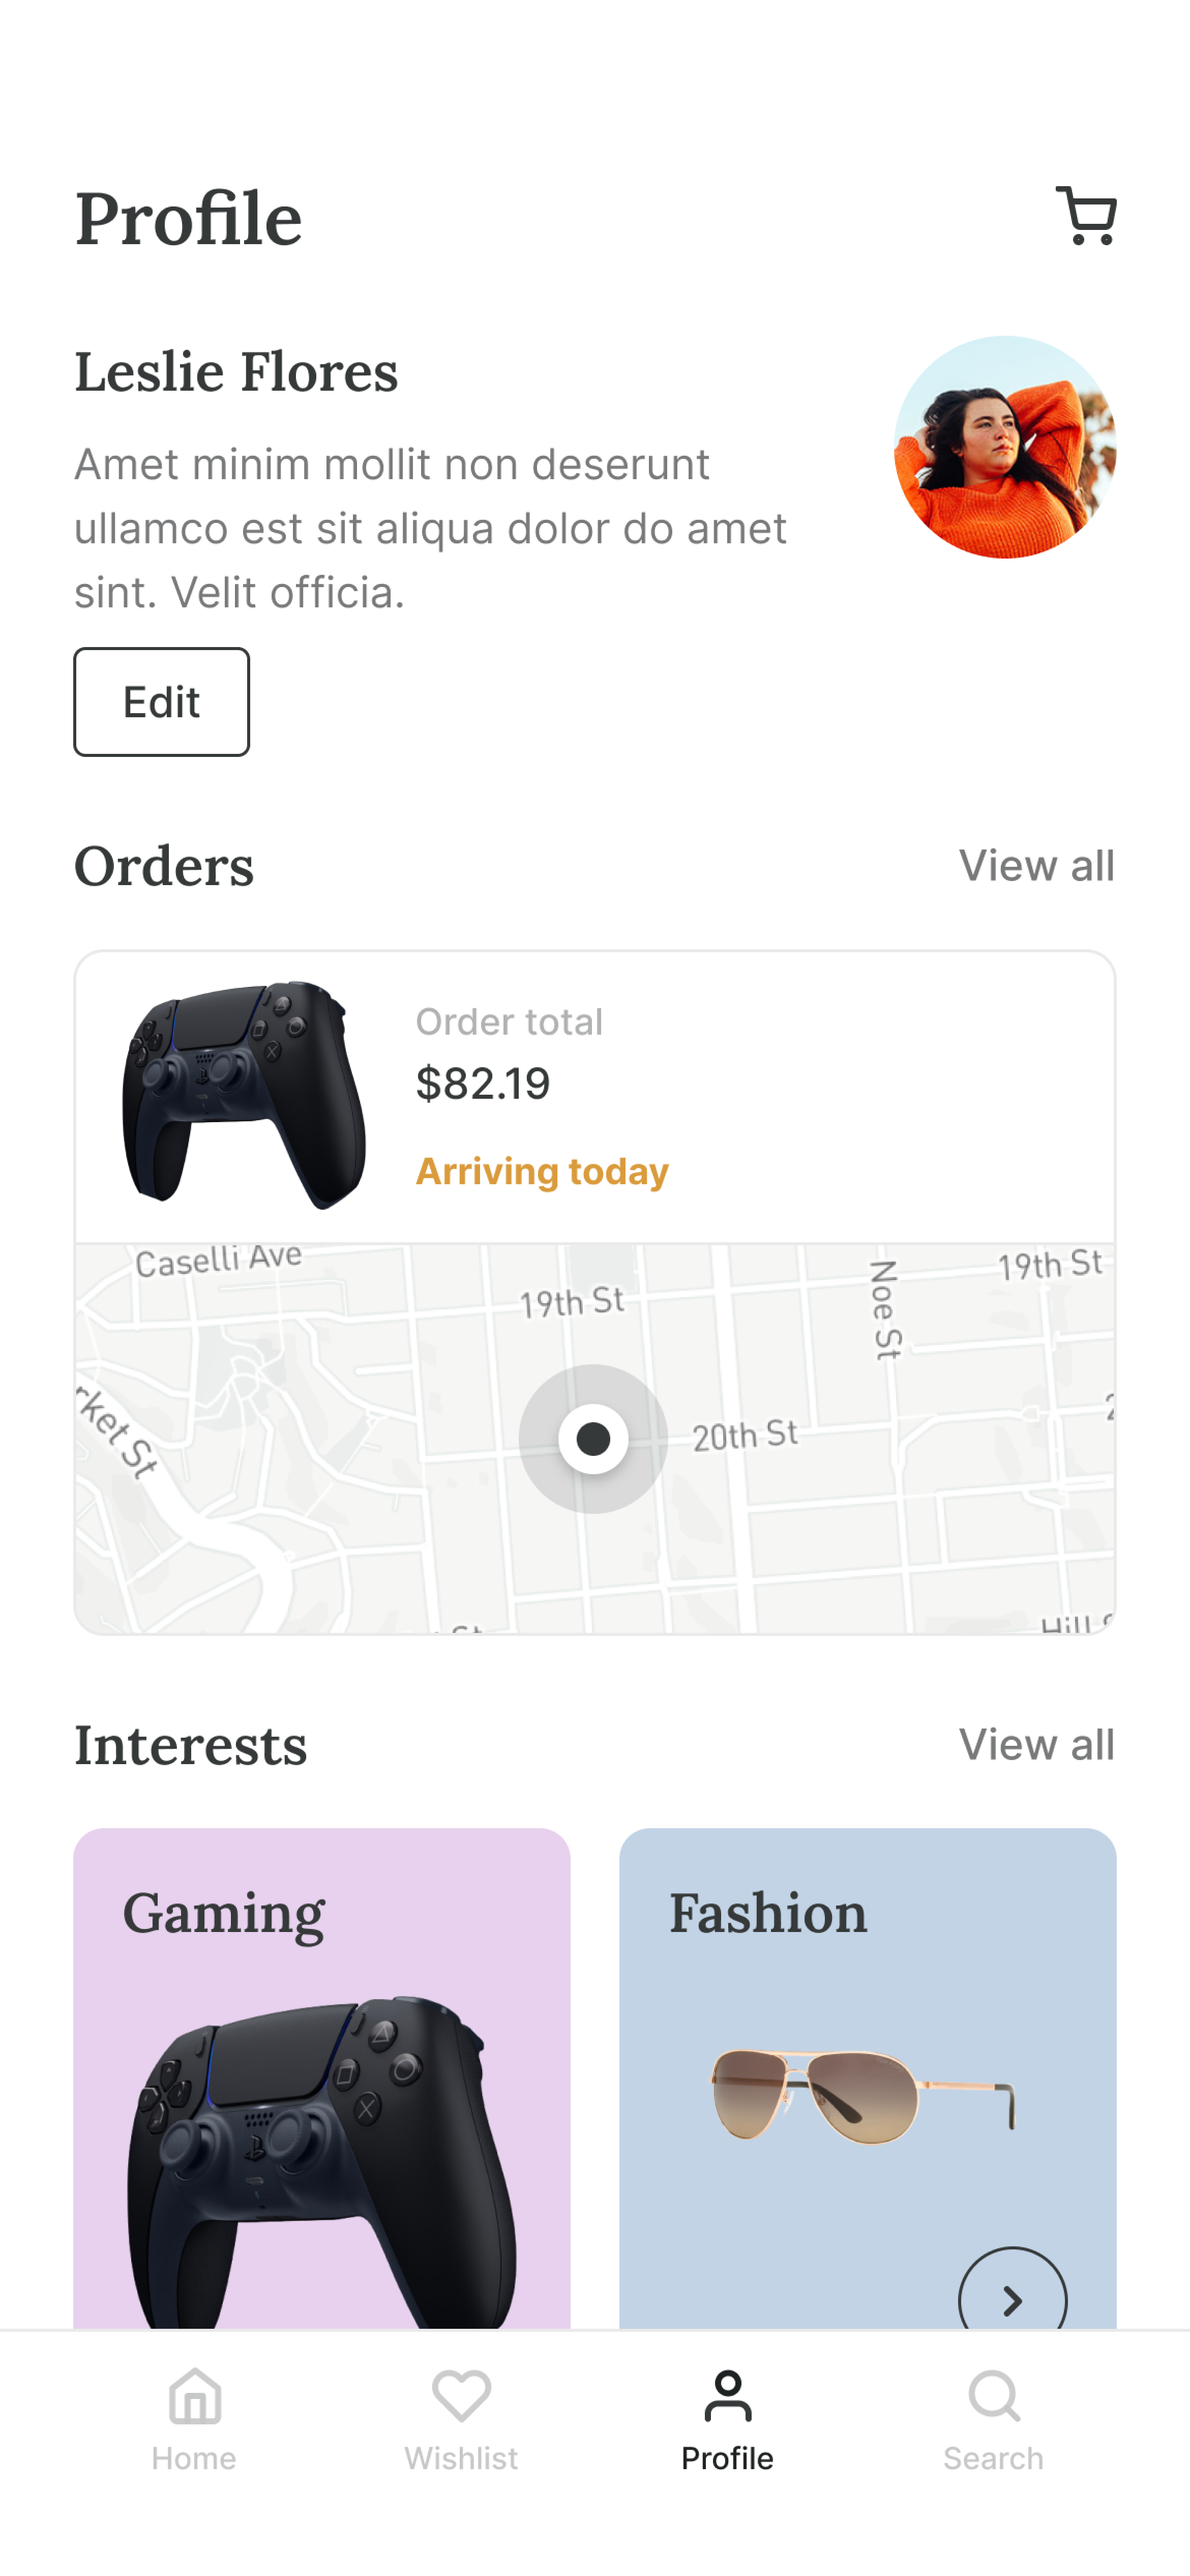 Profile
Leslie Flores
Amet minim mollit non deserunt
ullamco est sit aliqua dolor do amet
sint. Velit officia.
Edit
Orders
View all
Order total
$82.19
Arriving today
Caselli Ave
19th St
19th St
Noe St
20th St
rket St
St
Hill
Interests
View all
Gaming
Fashion
Home
Wishlist
Profile
Search